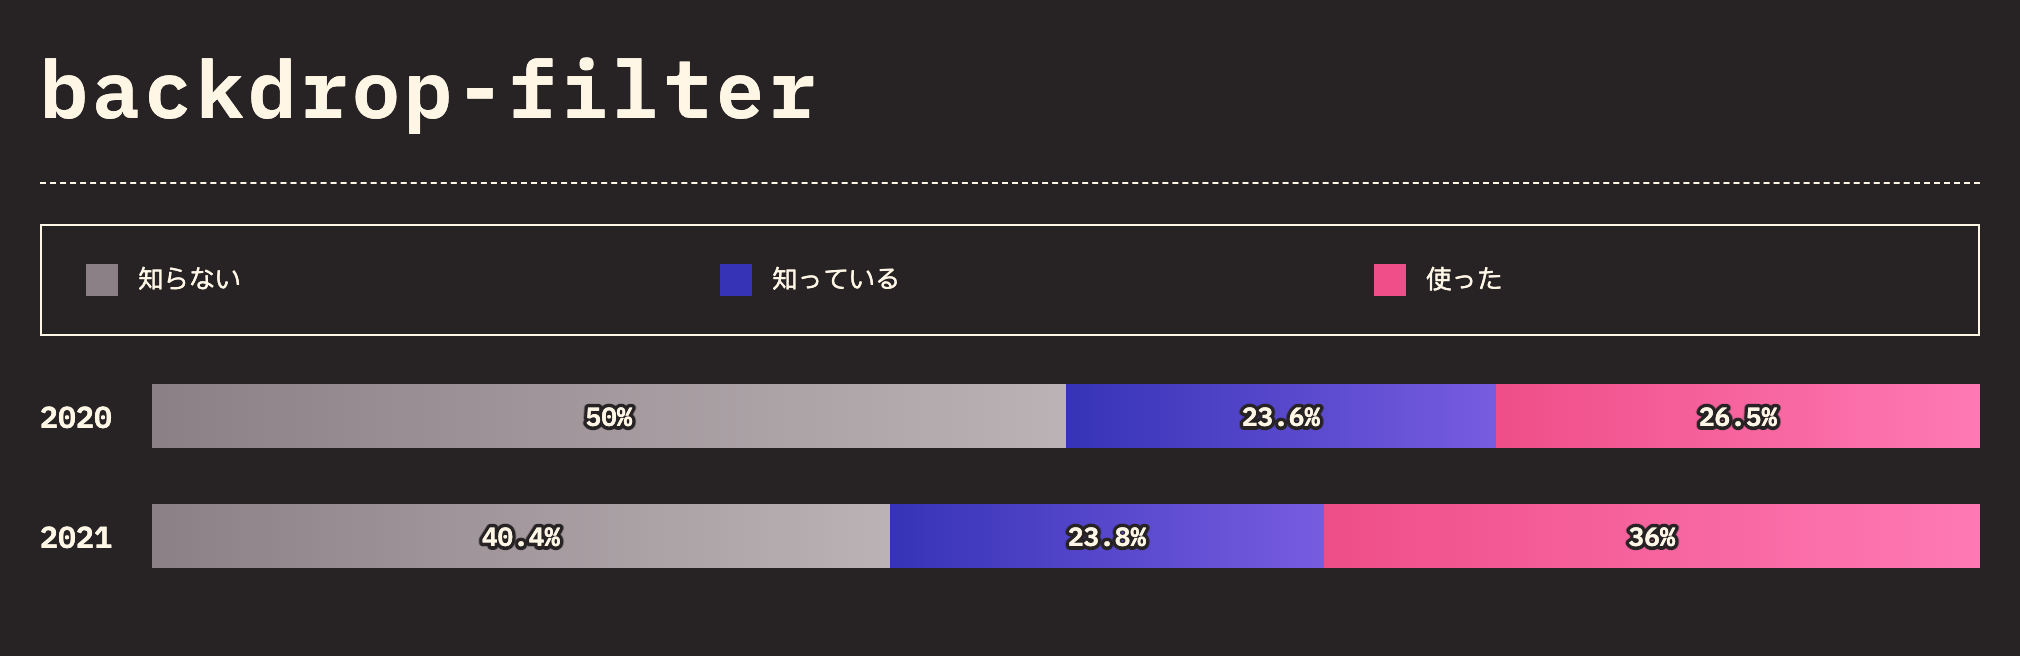 backdrop-filter
知らない 知っている 使った
2020 50% 23.6% 26.5%
2021 40.4% 23.8% 36%